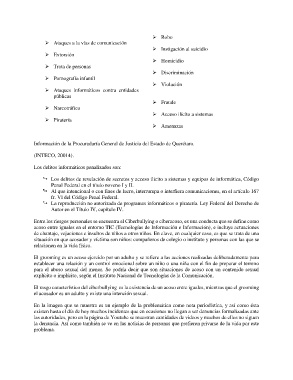 ➤ Ataques a la vías de comunicación
➤ Extorsión
➤ Trata de personas
➤ Pornografía infantil
➤ Ataques informáticos contra entidades
públicas
➤ Narcotráfico
➤ Piratería
➤ Robo
➤ Instigación al suicidio
➤ Homicidio
➤ Discriminación
➤ Violación
➤ Fraude
➤ Acceso ilícito a sistemas
➤ Amenazas
Información de la Procuraduría General de Justicia del Estado de Querétaro.
(INTECO, 20014).
Los delitos informáticos penalizados son:
Los delitos de revelación de secretos y acceso ilícito a sistemas y equipos de informática, Código
Penal Federal en el título noveno I y II.
Al que intencional o con fines de lucro, interrumpa o interfiera comunicaciones, en el artículo 167
fr. VI del Código Penal Federal.
La reproducción no autorizada de programas informáticos o piratería. Ley Federal del Derecho de
Autor en el Título IV, capítulo IV.
Entre los riesgos personales se encuentra el Ciberbullying o ciberacoso, es una conducta que se define como
acoso entre iguales en el entorno TIC (Tecnologías de Información e Información), e incluye actuaciones
de chantaje, vejaciones e insultos de niños a otros niños. En clave, en cualquier caso, es que se trata de una
situación en que acosador y víctima son niños: compañeros de colegio o instituto y personas con las que se
relacionan en la vida física.
El grooming es un acoso ejercido por un adulto y se refiere a las acciones realizadas deliberadamente para
establecer una relación y un control emocional sobre un niño o una niña con el fin de preparar el terreno
para el abuso sexual del menor. Se podría decir que son situaciones de acoso con un contenido sexual
explícito o implícito, según el Instituto Nacional de Tecnologías de la Comunicación.
El rasgo característico del ciberbullying es la existencia de un acoso entre iguales, mientras que el grooming
el acosador es un adulto y existe una intención sexual.
En la imagen que se muestra es un ejemplo de la problemática como nota periodística, y así como ésta
existen hasta el día de hoy muchos incidentes que en ocasiones no llegan a ser denuncias formalizadas ante
las autoridades, pero en la página de Youtube se muestran cantidades de videos y muchos de ellos no siguen
la denuncia. Así como también se ve en las noticias de personas que prefieren privarse de la vida por este
problema.